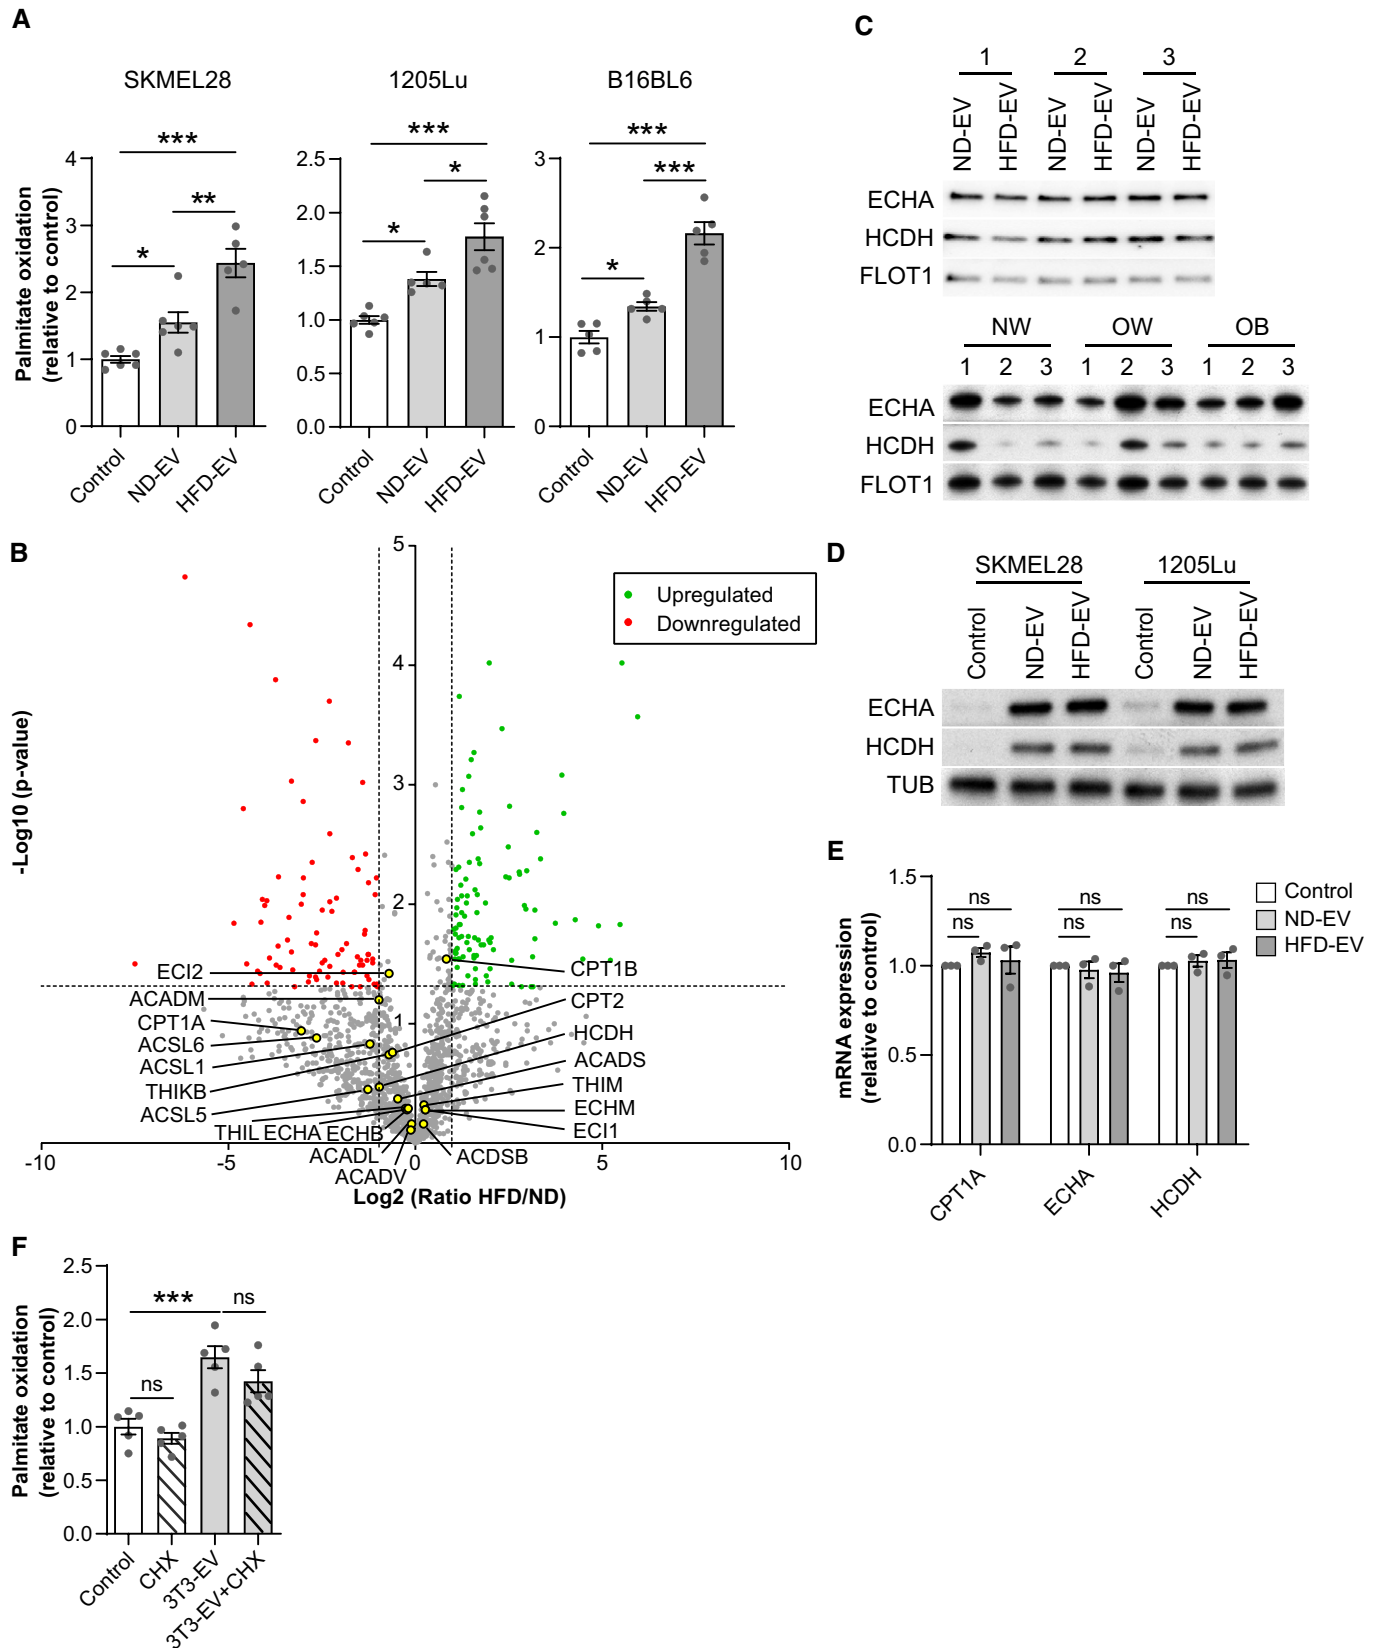 A
SKMEL28
1205Lu
B16BL6
Palmitate oxidation
(relative to control)
***
**
*
4
3
2
1
0
Control
ND-EV
HFD-EV
***
*
*
2.5
2.0
1.5
1.0
0.5
0.0
Control
ND-EV
HFD-EV
***
***
*
3
2
1
0
Control
ND-EV
HFD-EV
B
-Log10 (p-value)
5
4
3
2
1
Upregulated
Downregulated
ECI2
ACADM
CPT1A
ACSL6
ACSL1
THIKB
ACSL5
THIL ECHA ECHB
ACADL
ACADV
CPT1B
CPT2
HCDH
ACADS
THIM
ECHM
ECI1
ACDSB
-10 -5 0 5 10
Log2 (Ratio HFD/ND)
C
1 2 3
ND-EV HFD-EV ND-EV HFD-EV ND-EV HFD-EV
ECHA
HCDH
FLOT1
NW OW OB
1 2 3 1 2 3 1 2 3
ECHA
HCDH
FLOT1
D
SKMEL28 1205Lu
Control ND-EV HFD-EV Control ND-EV HFD-EV
ECHA
HCDH
TUB
E
mRNA expression
(relative to control)
1.5
1.0
0.5
0.0
ns ns ns
ns ns ns
Control
ND-EV
HFD-EV
CPT1A ECHA HCDH
F
Palmitate oxidation
(relative to control)
2.5
2.0
1.5
1.0
0.5
0.0
*** ns
ns
Control
CHX
3T3-EV
3T3-EV+CHX